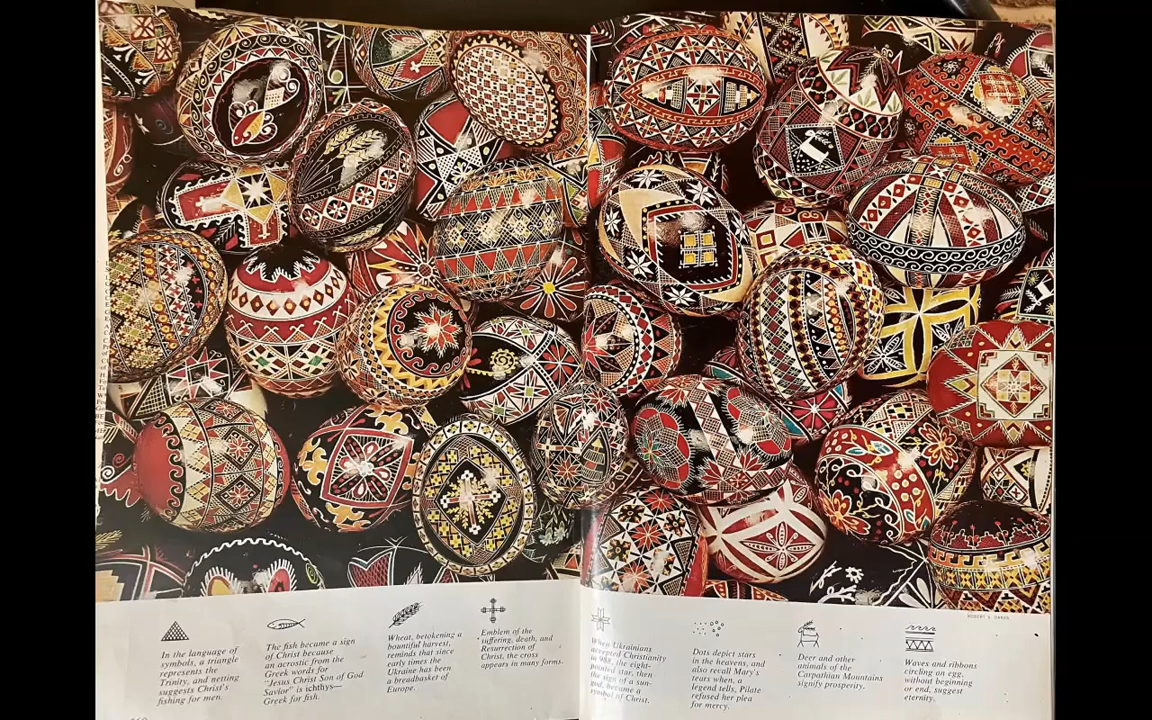 In the language of
symbols, a triangle
represents the
Trinity, and netting
suggests Christ's
fishing for men.
The fish became a sign
of Christ because
an acrostic from the
Greek words for
"Jesus Christ Son of God
Savior" is ichthys—
Greek for fish.
Wheat, betokening a
bountiful harvest,
reminds that since
early times the
Ukraine has been
a breadbasket of
Europe.
Emblem of the
suffering, death, and
Resurrection of
Christ, the cross
appears in many forms.
When Ukrainians
accepted Christianity
in 988, the eight-
pointed star, then
the sign of a sun-
god, became a
symbol of Christ.
Dots depict stars
in the heavens, and
also recall Mary's
tears when, a
legend tells, Pilate
refused her plea
for mercy.
Deer and other
animals of the
Carpathian Mountains
signify prosperity.
Waves and ribbons
circling an egg,
without beginning
or end, suggest
eternity.